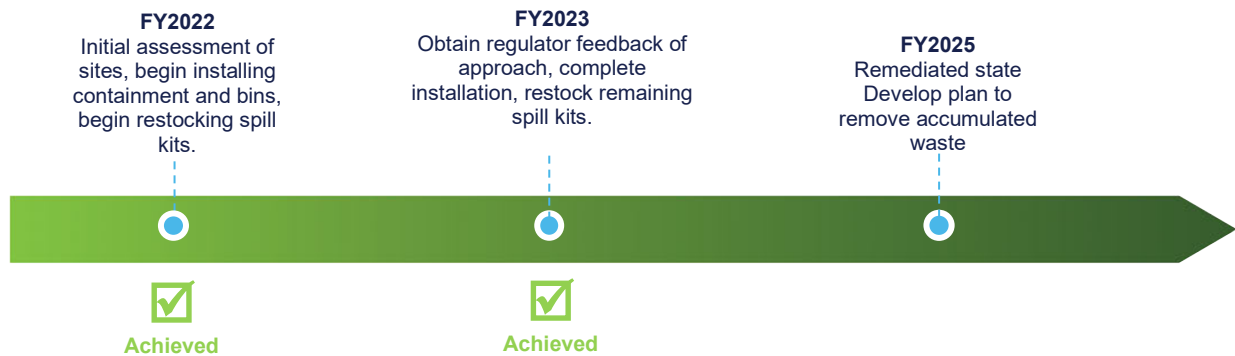 FY2022
Initial assessment of
sites, begin installing
containment and bins,
begin restocking spill
kits.
FY2023
Obtain regulator feedback of
approach, complete
installation, restock remaining
spill kits.
FY2025
Remediated state
Develop plan to
remove accumulated
waste
Achieved
Achieved